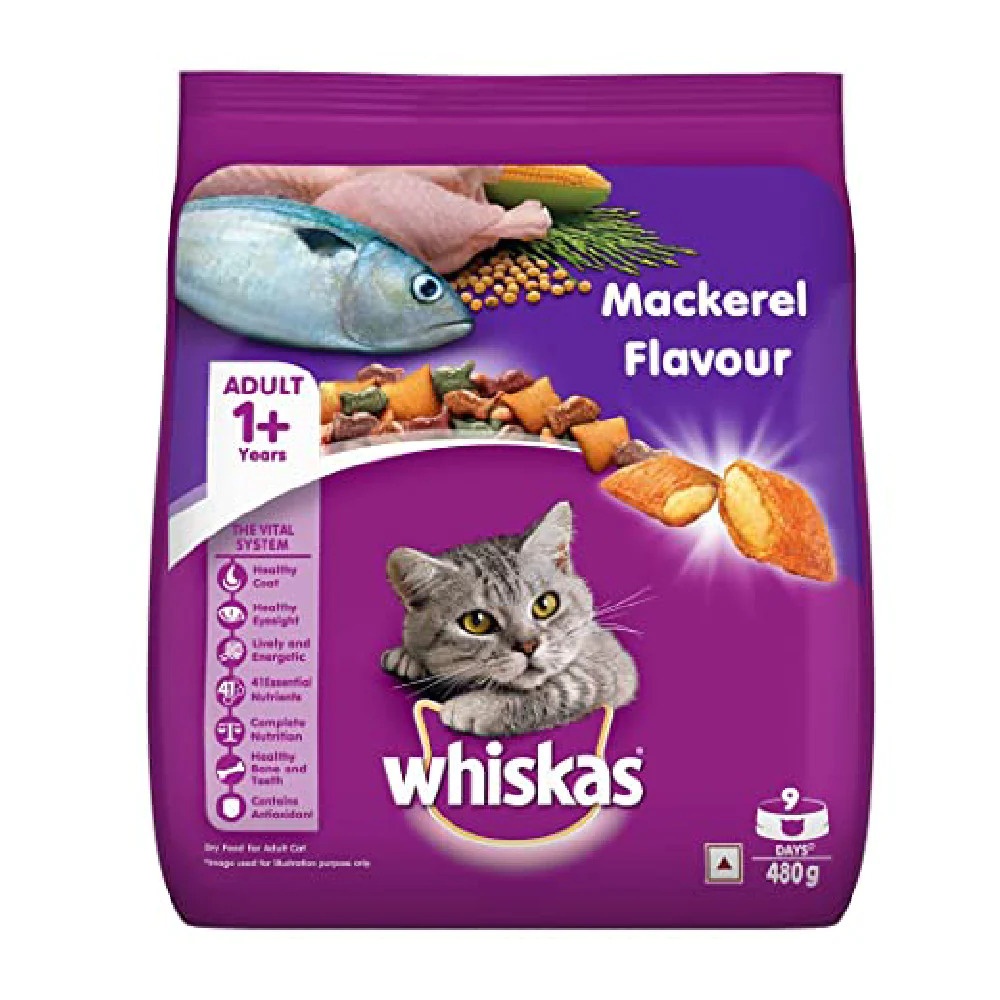 Mackerel
Flavour
ADULT
1+
Years
THE VITAL
SYSTEM
Healthy
Coat
Healthy
Eyesight
Lively and
Energetic
41
41Essential
Nutrients
Complete
Nutrition
Healthy
Bone and
Teeth
Contains
Antioxidant
whiskas®
Dry Food for Adult Cat
*Image used for illustration purpose only
9
DAYS
480g